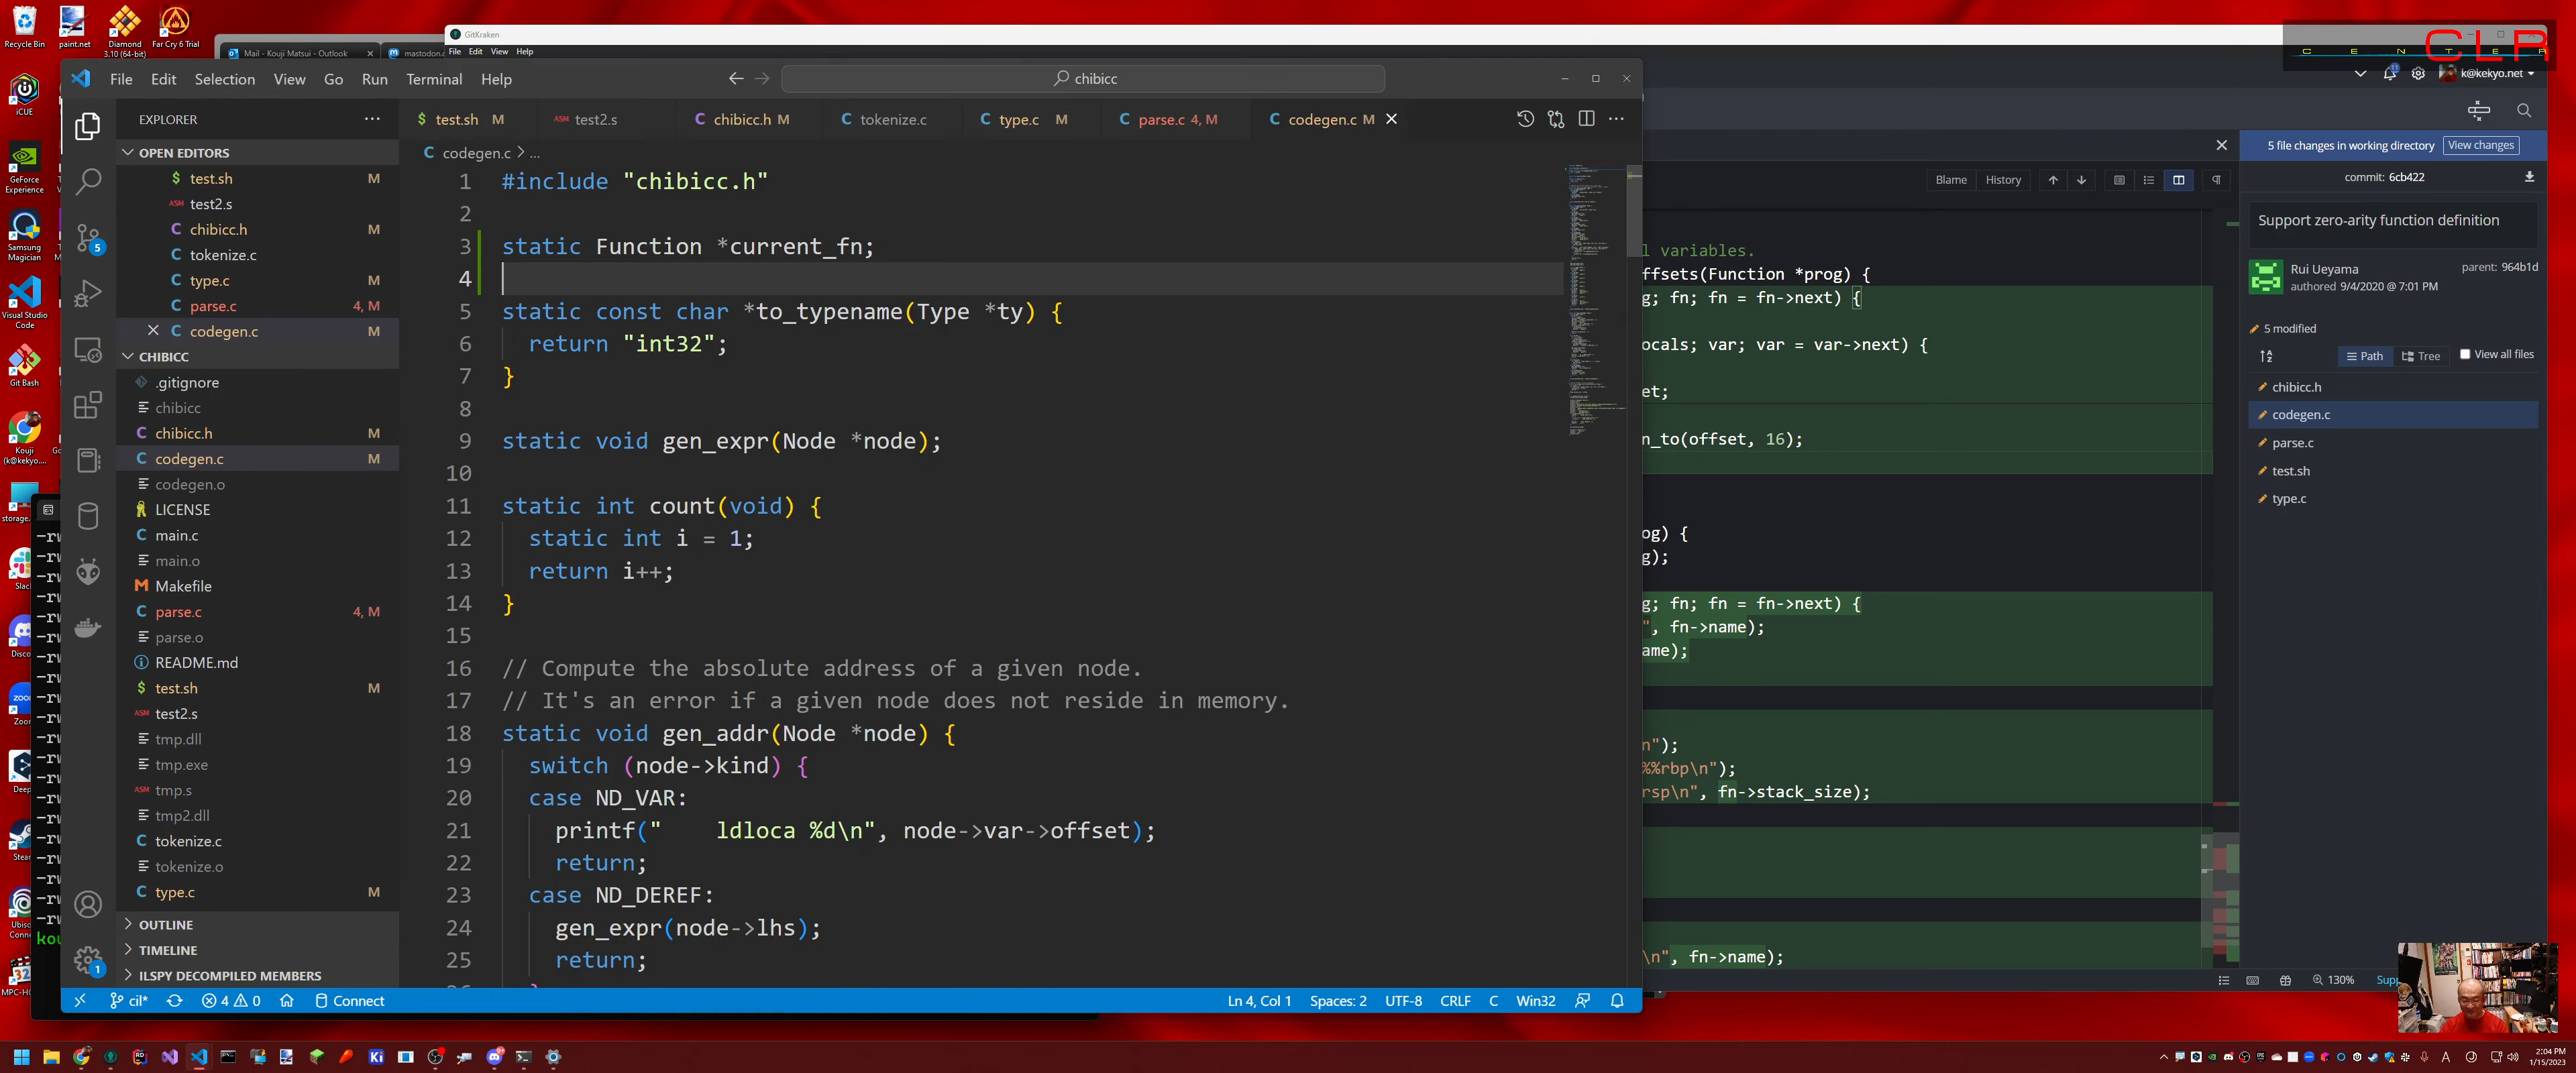 Recycle Bin
paint.net
Diamond 3.10 (64-bit)
Far Cry 6 Trial
iCUE
GeForce Experience
Samsung Magician
Visual Studio Code
Git Bash
Kouji (k@kekyo....
storage.
Slac
Disco
Zoo
Deep
Stear
Ubisc
Conne
MPC-HC
Mail - Kouji Matsui - Outlook
mastodon.
GitKraken
File Edit View Help
CLR
C E N T E R
k@kekyo.net
File Edit Selection View Go Run Terminal Help
chibicc
EXPLORER
test.sh M
test2.s
chibicc.h M
tokenize.c
type.c M
parse.c 4, M
codegen.c M
OPEN EDITORS
test.sh M
test2.s
chibicc.h M
tokenize.c
type.c M
parse.c 4, M
codegen.c M
CHIBICC
.gitignore
chibicc
chibicc.h M
codegen.c M
codegen.o
LICENSE
main.c
main.o
Makefile
parse.c 4, M
parse.o
README.md
test.sh M
test2.s
tmp.dll
tmp.exe
tmp.s
tmp2.dll
tokenize.c
tokenize.o
type.c M
OUTLINE
TIMELINE
ILSPY DECOMPILED MEMBERS
codegen.c > ...
1 #include "chibicc.h"
2
3 static Function *current_fn;
4
5 static const char *to_typename(Type *ty) {
6 return "int32";
7 }
8
9 static void gen_expr(Node *node);
10
11 static int count(void) {
12 static int i = 1;
13 return i++;
14 }
15
16 // Compute the absolute address of a given node.
17 // It's an error if a given node does not reside in memory.
18 static void gen_addr(Node *node) {
19 switch (node->kind) {
20 case ND_VAR:
21 printf("    ldloca %d\n", node->var->offset);
22 return;
23 case ND_DEREF:
24 gen_expr(node->lhs);
25 return;
cil* 4 0 Connect
Ln 4, Col 1 Spaces: 2 UTF-8 CRLF C Win32
Blame History
l variables.
ffsets(Function *prog) {
g; fn; fn = fn->next) {
ocals; var; var = var->next) {
et;
n_to(offset, 16);
og) {
g);
g; fn; fn = fn->next) {
", fn->name);
ame);
n");
%%rbp\n");
rsp\n", fn->stack_size);
\n", fn->name);
5 file changes in working directory View changes
commit: 6cb422
Support zero-arity function definition
Rui Ueyama
authored 9/4/2020 @ 7:01 PM
parent: 964b1d
5 modified
Path Tree View all files
chibicc.h
codegen.c
parse.c
test.sh
type.c
130% Supp
2:04 PM
1/15/2023